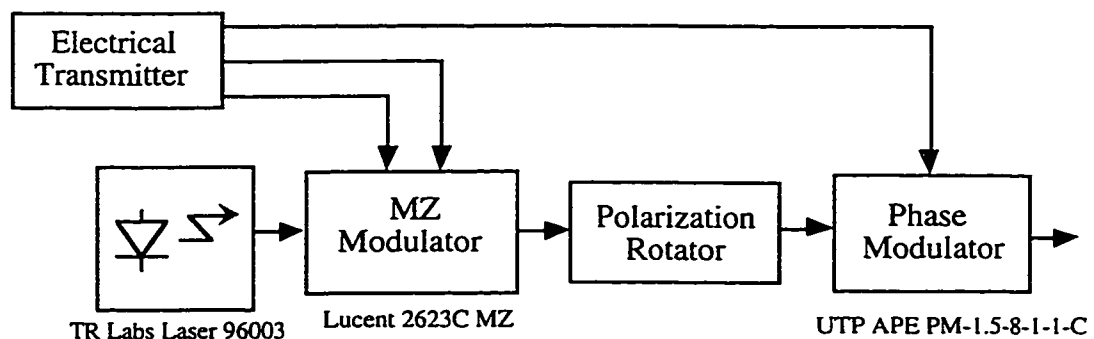 Electrical
Transmitter
MZ
Modulator
Polarization
Rotator
Phase
Modulator
TR Labs Laser 96003
Lucent 2623C MZ
UTP APE PM-1.5-8-1-1-C